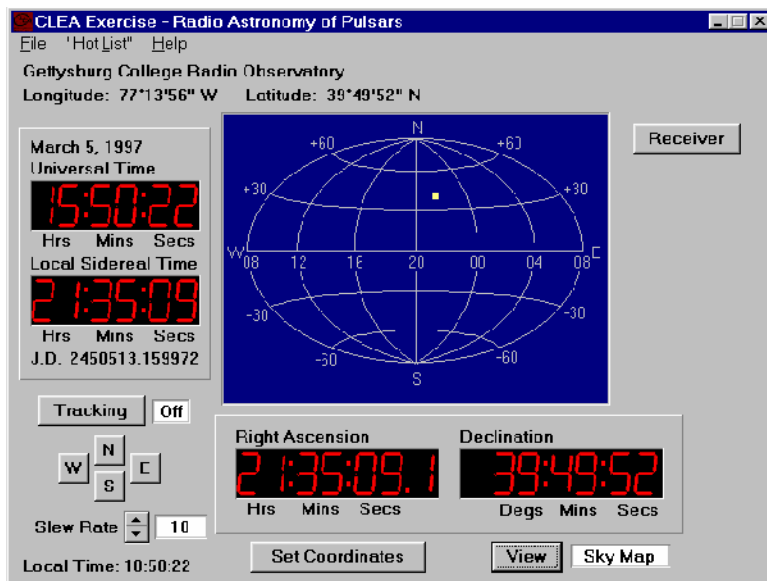 CLEA Exercise - Radio Astronomy of Pulsars
File "Hot List" Help
Gettysburg College Radio Observatory
Longitude: 77°13'56" W Latitude: 39°49'52" N
Receiver
March 5, 1997
Universal Time
15:50:22
Hrs Mins Secs
Local Sidereal Time
21:35:09
Hrs Mins Secs
J.D. 2450513.159972
N
+60 +60
+30 +30
W E
08 12 16 20 00 04 08
-30 -30
-60 -60
S
Tracking Off
N
W E
S
Slew Rate 10
Local Time: 10:50:22
Right Ascension Declination
21:35:09.1 39:49:52
Hrs Mins Secs Degs Mins Secs
Set Coordinates View Sky Map